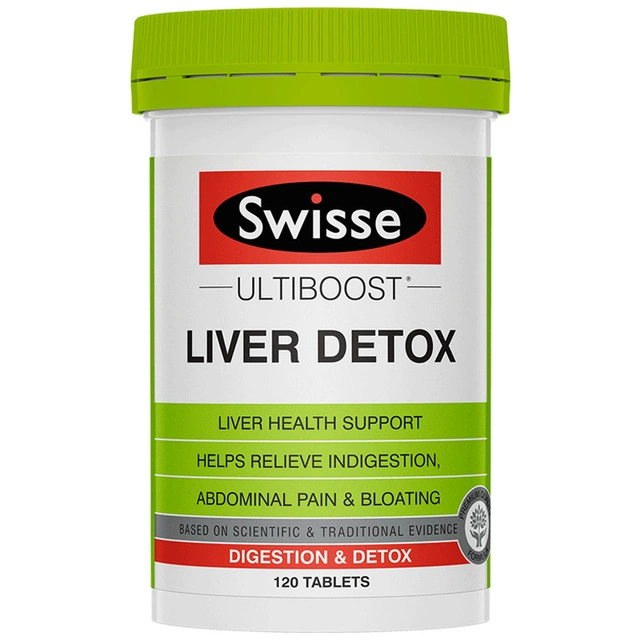 Swisse
ULTIBOOST®
LIVER DETOX
LIVER HEALTH SUPPORT
HELPS RELIEVE INDIGESTION,
ABDOMINAL PAIN & BLOATING
BASED ON SCIENTIFIC & TRADITIONAL EVIDENCE
PREMIUM
DIGESTION & DETOX
120 TABLETS